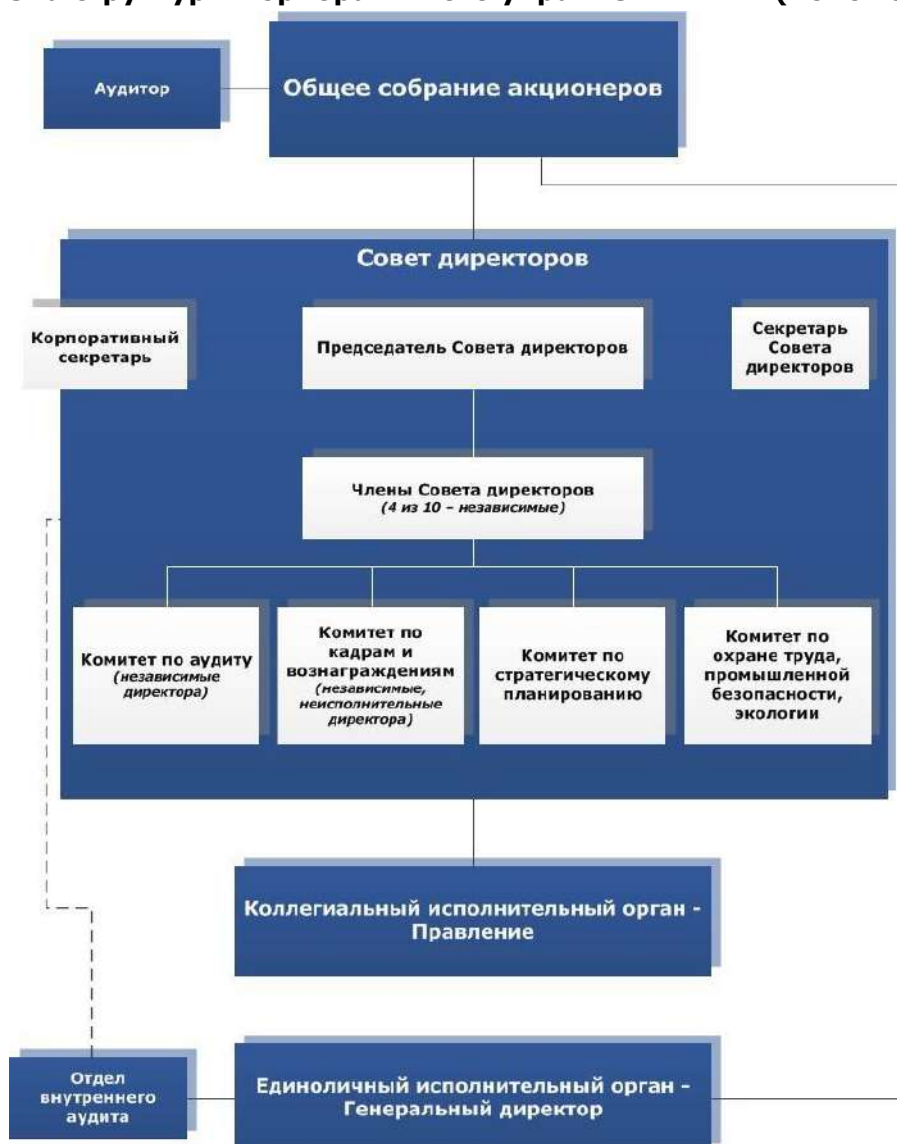 Аудитор
Общее собрание акционеров
Совет директоров
Корпоративный
секретарь
Председатель Совета директоров
Секретарь
Совета
директоров
Члены Совета директоров
(4 из 10 – независимые)
Комитет по аудиту
(независимые
директора)
Комитет по
кадрам и
вознаграждениям
(независимые,
неисполнительные
директора)
Комитет по
стратегическому
планированию
Комитет по
охране труда,
промышленной
безопасности,
экологии
Коллегиальный исполнительный орган -
Правление
Отдел
внутреннего
аудита
Единоличный исполнительный орган -
Генеральный директор